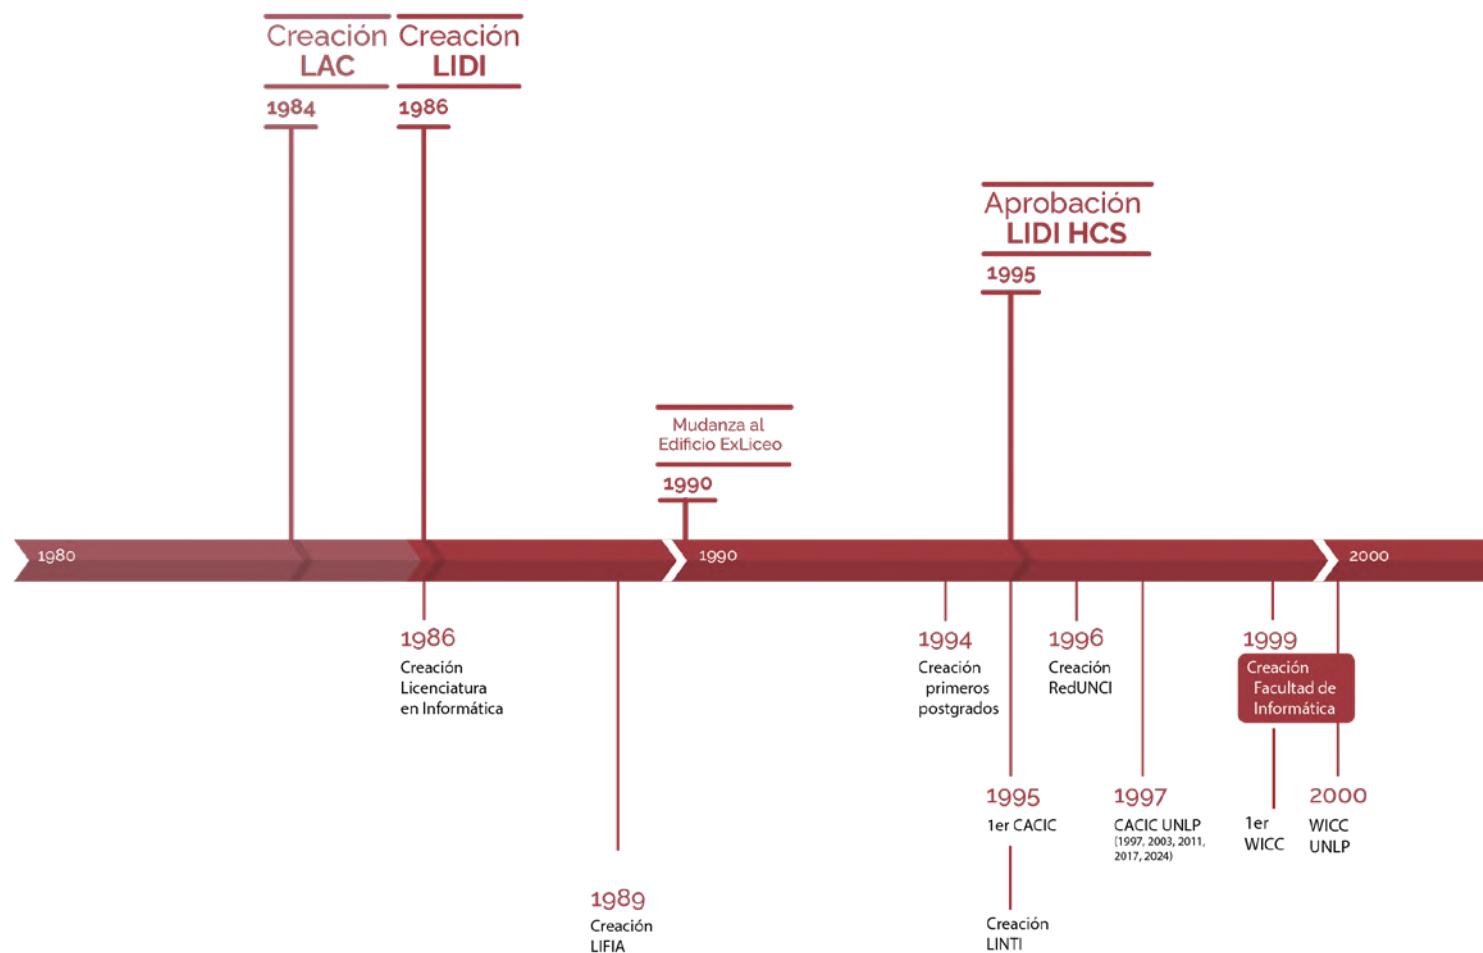 Creación
LAC
1984
Creación
LIDI
1986
Aprobación
LIDI HCS
1995
Mudanza al
Edificio ExLiceo
1990
1980
1990
2000
1986
Creación
Licenciatura
en Informática
1989
Creación
LIFIA
1994
Creación
primeros
postgrados
1995
1er CACIC
Creación
LINTI
1996
Creación
RedUNCI
1997
CACIC UNLP
(1997, 2003, 2011,
2017, 2024)
1999
Creación
Facultad de
Informática
1er
WICC
2000
WICC
UNLP